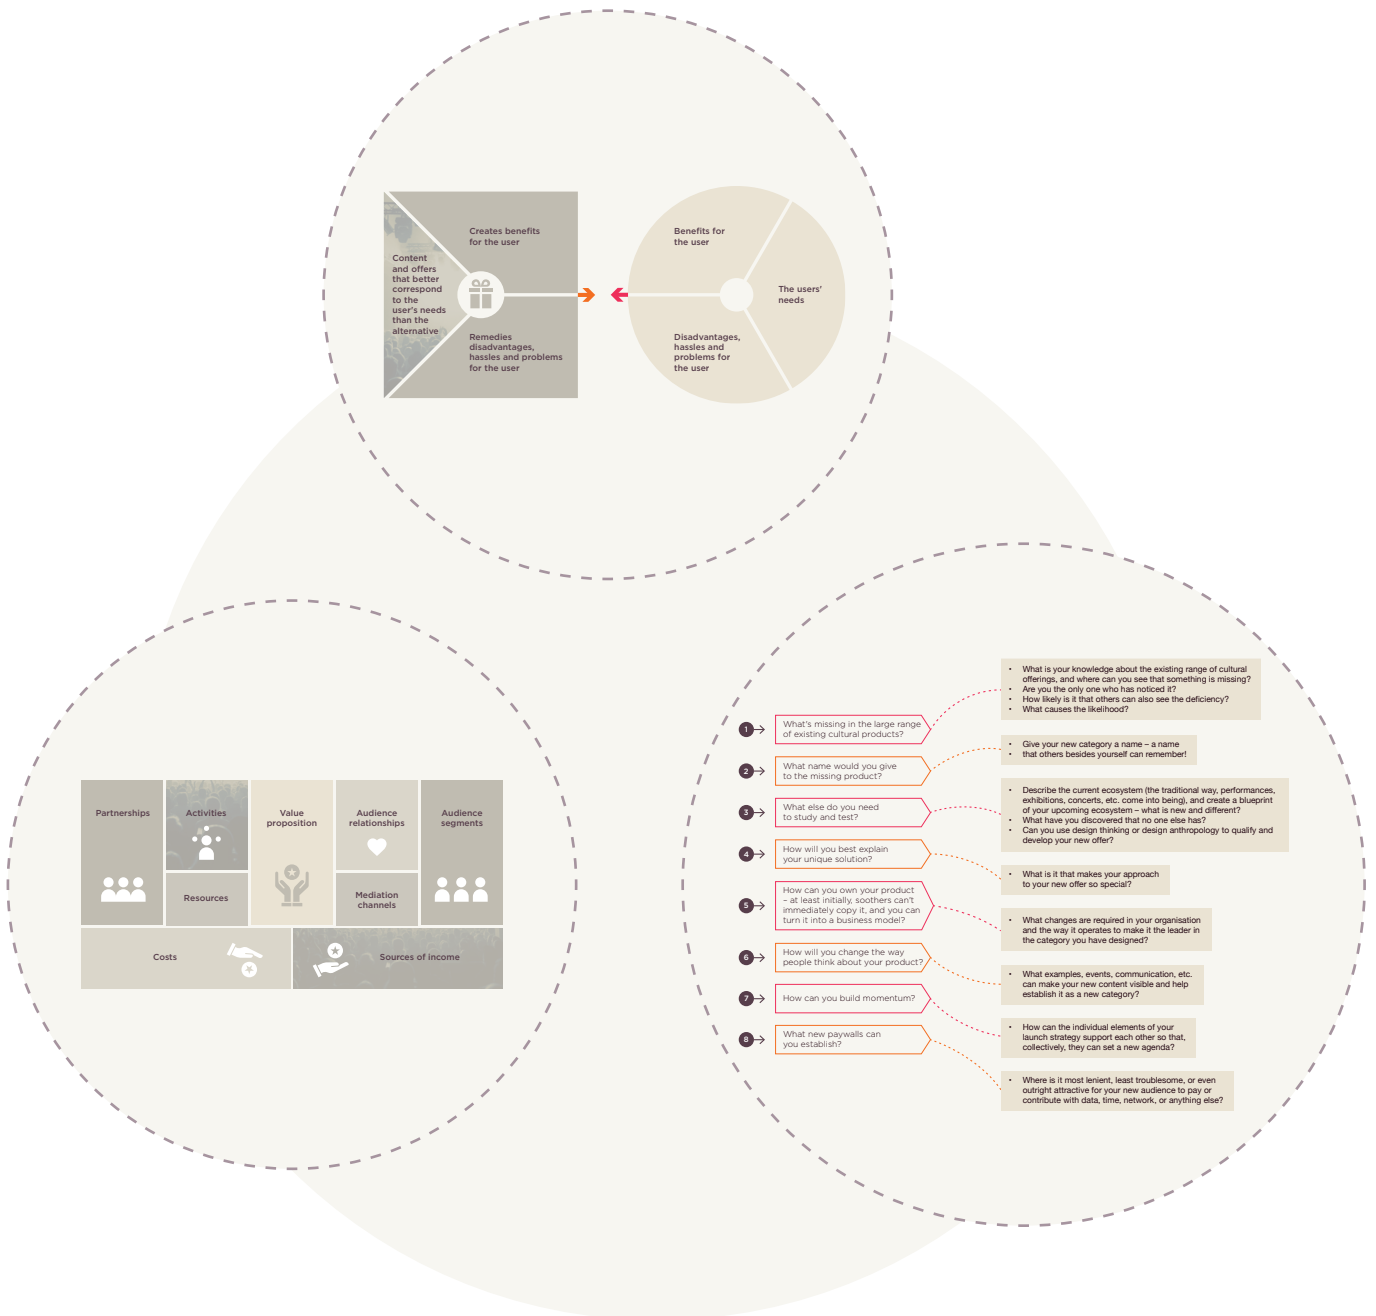 Creates benefits
for the user
Content
and offers
that better
correspond
to the
user's needs
than the
alternative
Remedies
disadvantages,
hassles and problems
for the user
Benefits for
the user
The users'
needs
Disadvantages,
hassles and
problems for
the user
Partnerships
Activities
Resources
Value
proposition
Audience
relationships
Mediation
channels
Audience
segments
Costs
Sources of income
1
What's missing in the large range
of existing cultural products?
• What is your knowledge about the existing range of cultural
offerings, and where can you see that something is missing?
• Are you the only one who has noticed it?
• How likely is it that others can also see the deficiency?
• What causes the likelihood?
2
What name would you give
to the missing product?
• Give your new category a name – a name
• that others besides yourself can remember!
3
What else do you need
to study and test?
• Describe the current ecosystem (the traditional way, performances,
exhibitions, concerts, etc. come into being), and create a blueprint
of your upcoming ecosystem – what is new and different?
• What have you discovered that no one else has?
• Can you use design thinking or design anthropology to qualify and
develop your new offer?
4
How will you best explain
your unique solution?
• What is it that makes your approach
to your new offer so special?
5
How can you own your product
– at least initially, soothers can't
immediately copy it, and you can
turn it into a business model?
• What changes are required in your organisation
and the way it operates to make it the leader in
the category you have designed?
6
How will you change the way
people think about your product?
• What examples, events, communication, etc.
can make your new content visible and help
establish it as a new category?
7
How can you build momentum?
• How can the individual elements of your
launch strategy support each other so that,
collectively, they can set a new agenda?
8
What new paywalls can
you establish?
• Where is it most lenient, least troublesome, or even
outright attractive for your new audience to pay or
contribute with data, time, network, or anything else?